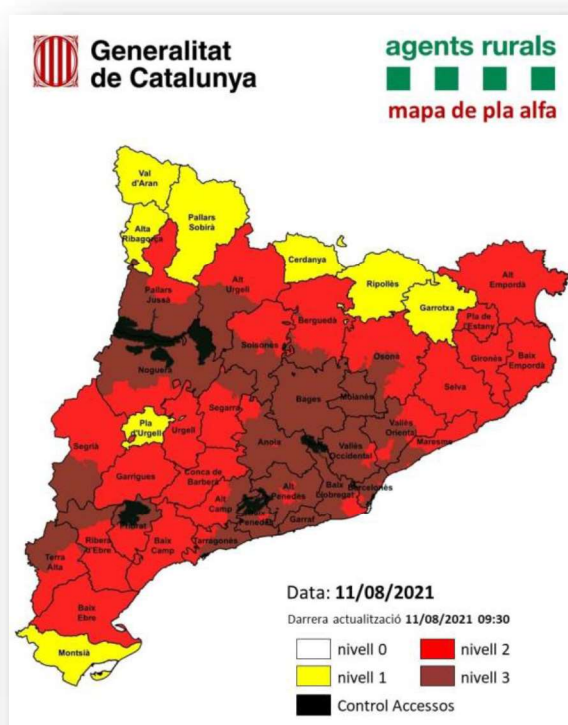 Generalitat
de Catalunya
agents rurals
mapa de pla alfa
Val
d'Aran
Alta
Ribagorça
Pallars
Sobirà
Cerdanya
Ripollès
Garrotxa
Alt
Empordà
Pla de
l'Estany
Pallars
Jussà
Alt
Urgell
Berguedà
Solsonès
Osona
Gironès
Baix
Empordà
Noguera
Selva
Bages
Moianès
Segarra
Pla
d'Urgell
Urgell
Segrià
Anoia
Vallès
Oriental
Vallès
Occidental
Maresme
Garrigues
Conca de
Barberà
Alt
Camp
Alt
Penedès
Baix
Llobregat
Barcelonès
Penedès
Garraf
Priorat
Ribera
d'Ebre
Baix
Camp
Tarragonès
Terra
Alta
Baix
Ebre
Montsià
Data: 11/08/2021
Darrera actualització 11/08/2021 09:30
nivell 0
nivell 2
nivell 1
nivell 3
Control Accessos